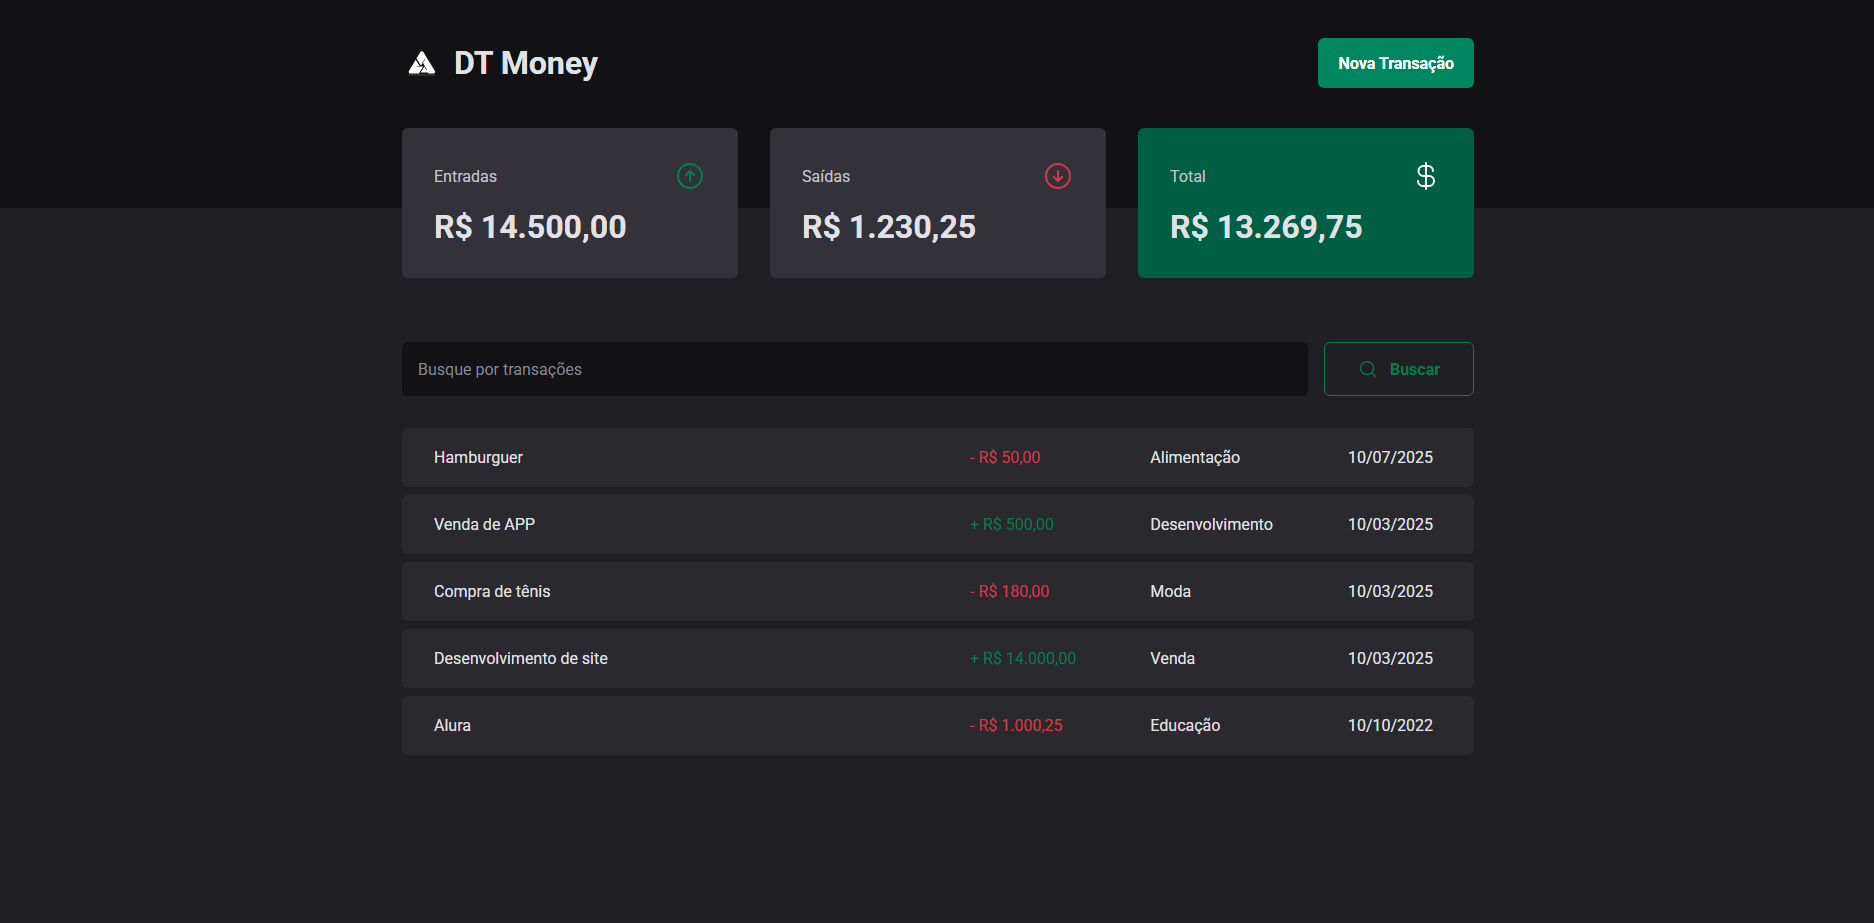 DT Money
Nova Transação
Entradas
R$ 14.500,00
Saídas
R$ 1.230,25
Total
R$ 13.269,75
Busque por transações
Buscar
Hamburguer - R$ 50,00 Alimentação 10/07/2025
Venda de APP + R$ 500,00 Desenvolvimento 10/03/2025
Compra de tênis - R$ 180,00 Moda 10/03/2025
Desenvolvimento de site + R$ 14.000,00 Venda 10/03/2025
Alura - R$ 1.000,25 Educação 10/10/2022